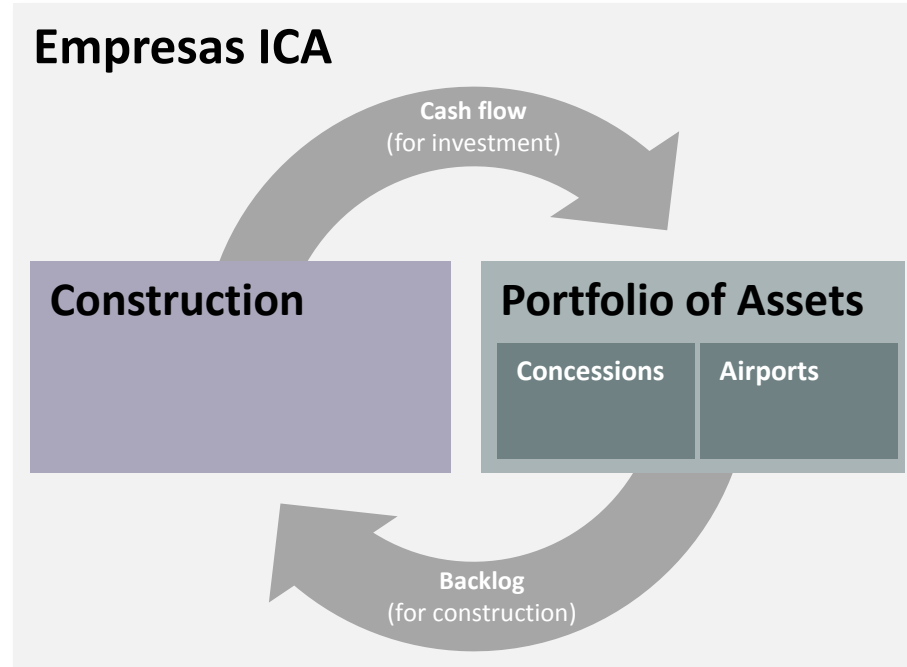 Empresas ICA
Cash flow
(for investment)
Construction
Portfolio of Assets
Concessions
Airports
Backlog
(for construction)